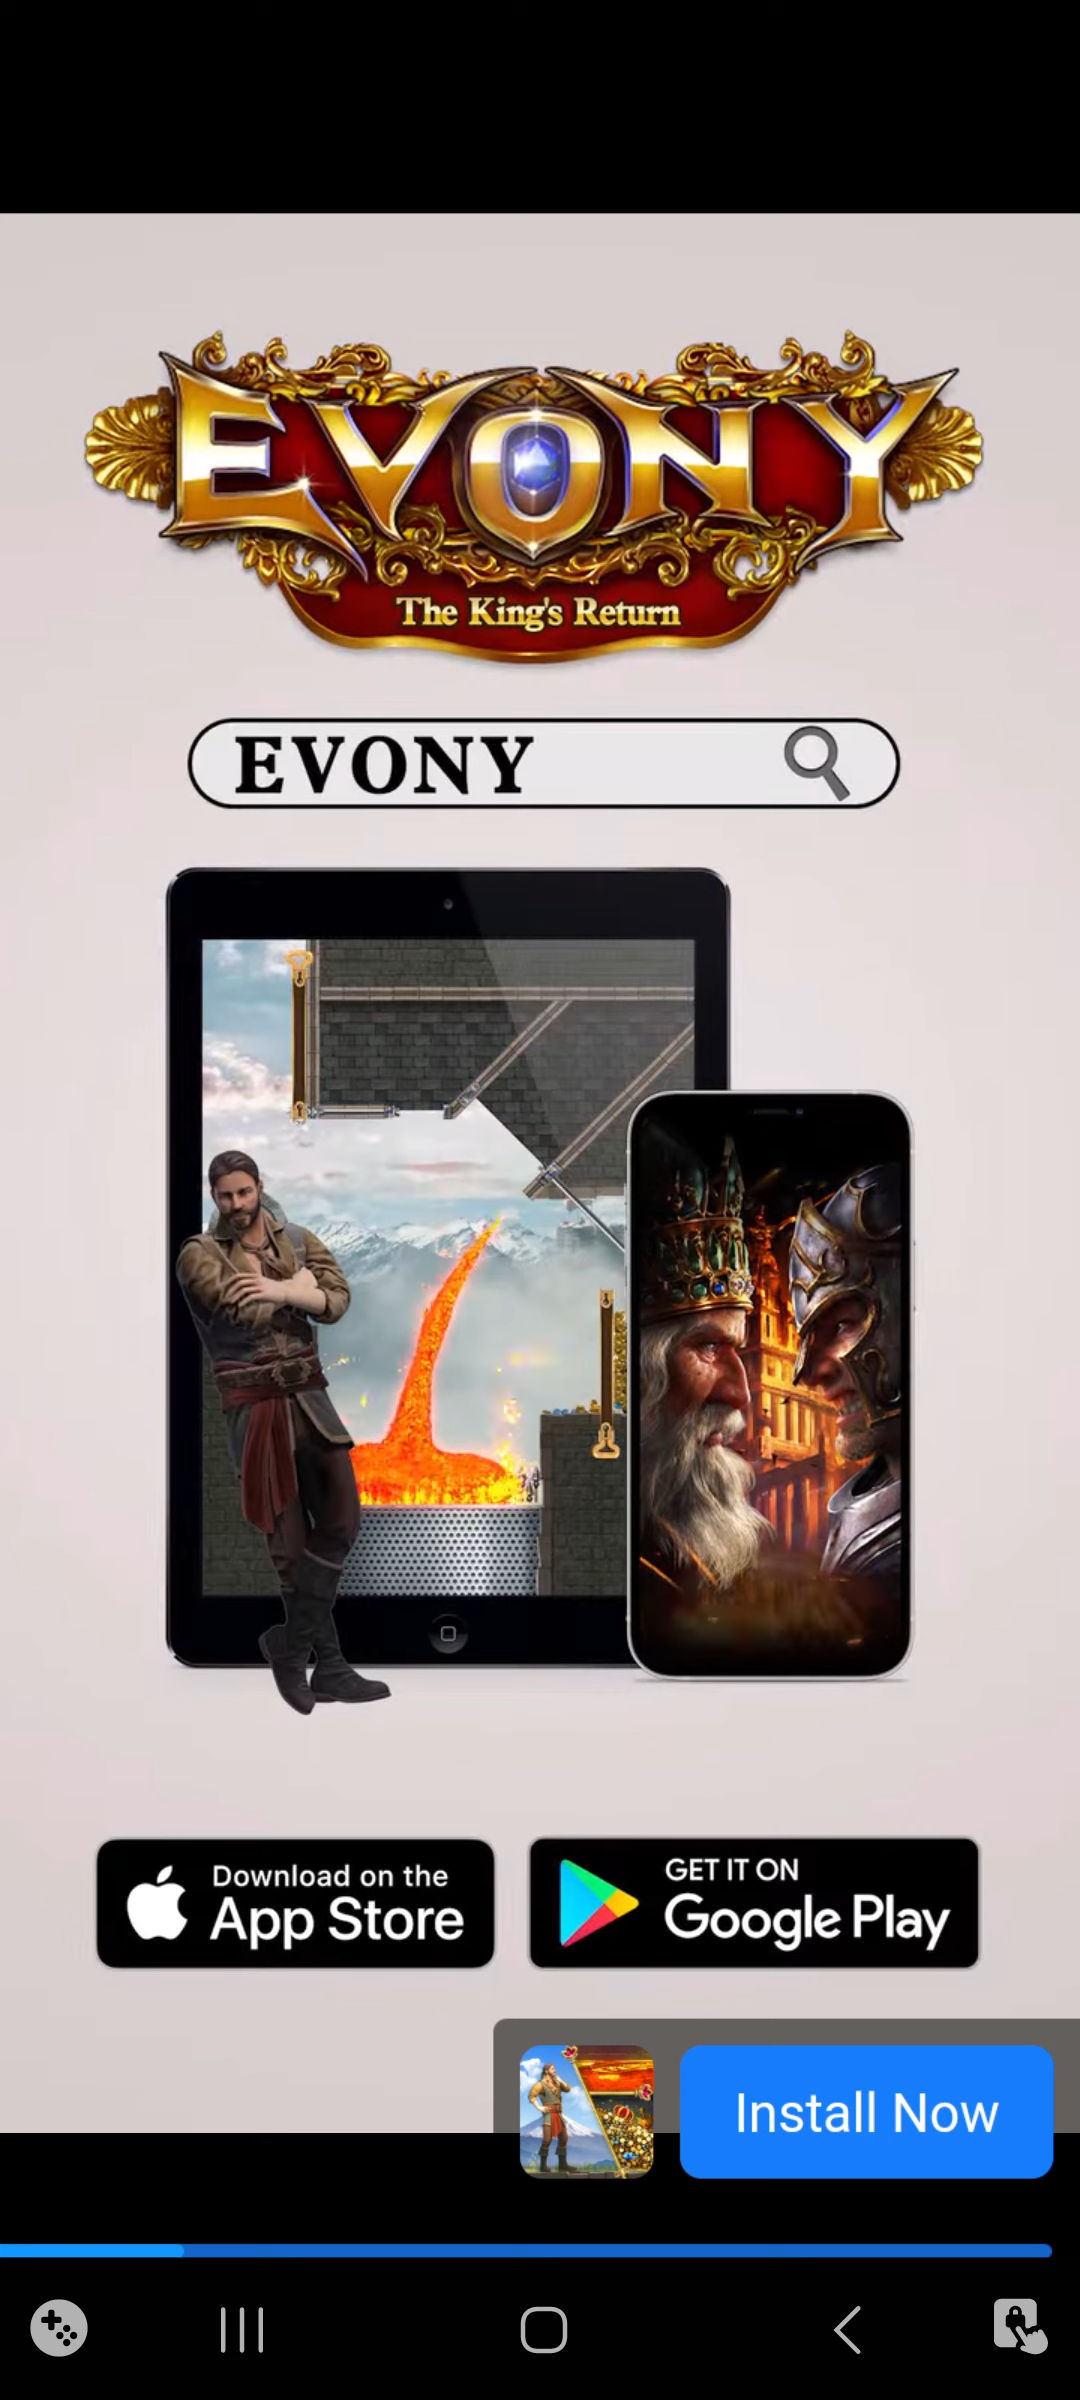 EVONY
The King's Return
EVONY
Download on the
App Store
GET IT ON
Google Play
Install Now